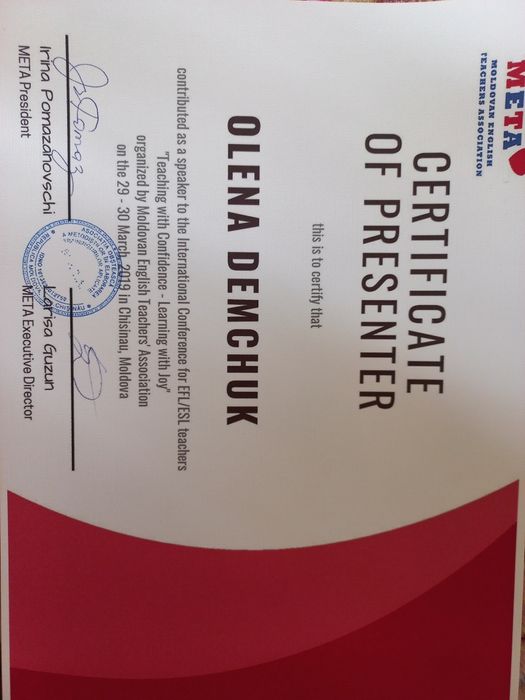 META
MOLDOVAN ENGLISH
TEACHERS ASSOCIATION
CERTIFICATE
OF PRESENTER
this is to certify that
OLENA DEMCHUK
contributed as a speaker to the International Conference for EFL/ESL teachers
"Teaching with Confidence - Learning with Joy"
organized by Moldovan English Teachers' Association
on the 29 - 30 March, 2019 in Chisinau, Moldova
Irina Pomazanovschi
META President
Larisa Guzun
META Executive Director